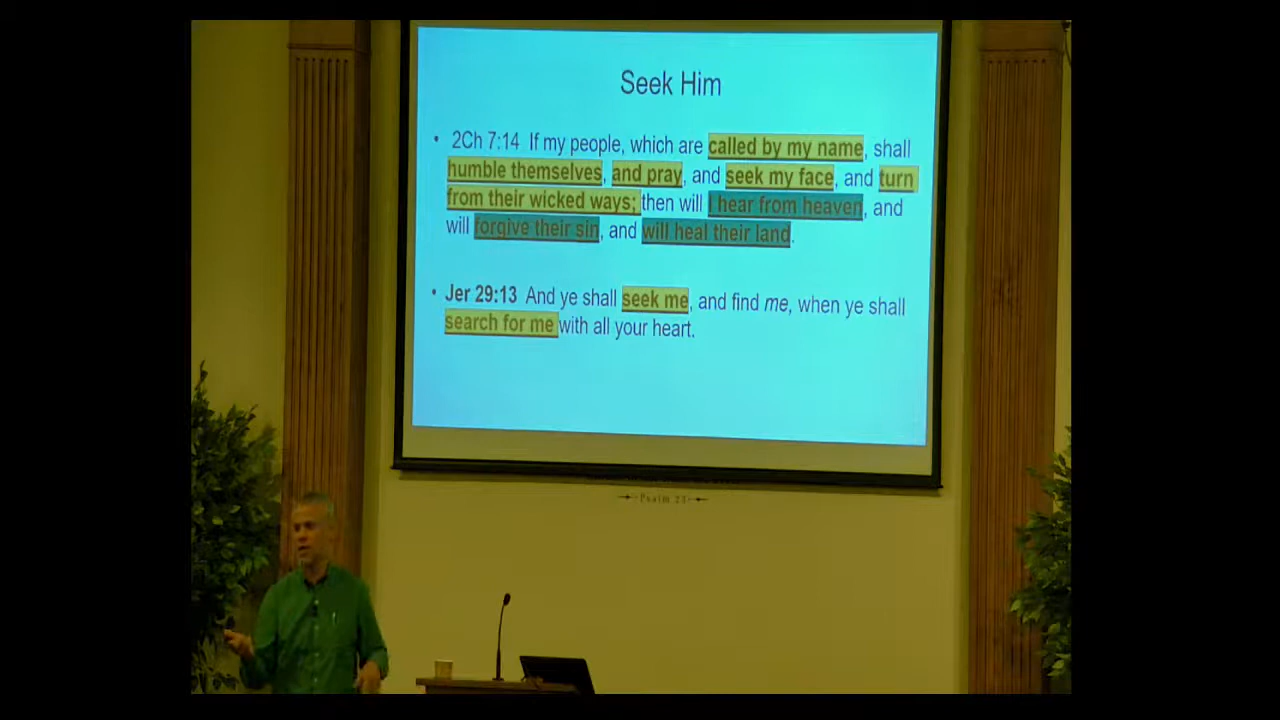 Seek Him
• 2Ch 7:14 If my people, which are called by my name, shall
humble themselves, and pray, and seek my face, and turn
from their wicked ways; then will I hear from heaven, and
will forgive their sin, and will heal their land.
• Jer 29:13 And ye shall seek me, and find me, when ye shall
search for me with all your heart.
Psalm 23